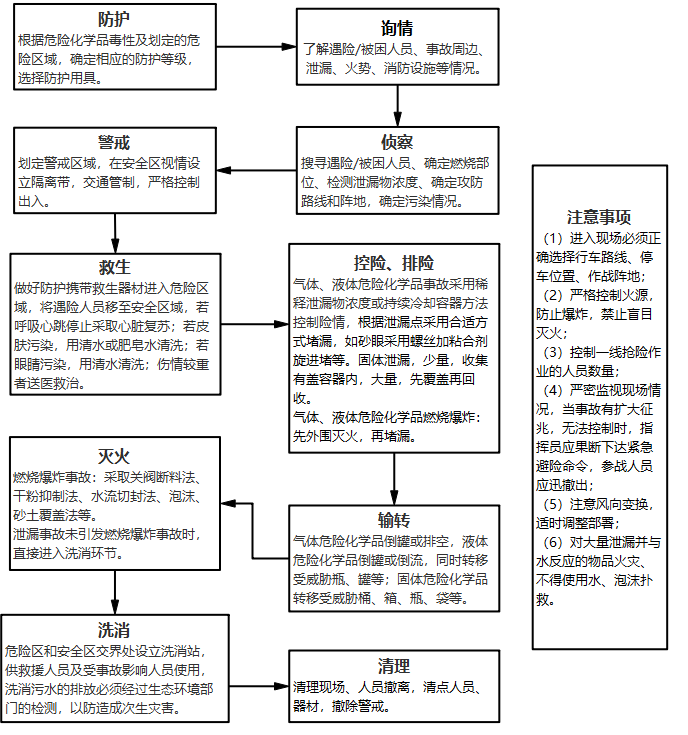 防护
根据危险化学品毒性及划定的危
险区域，确定相应的防护等级，
选择防护用具。
询情
了解遇险/被困人员、事故周边、
泄漏、火势、消防设施等情况。
侦察
搜寻遇险/被困人员、确定燃烧部
位、检测泄漏物浓度、确定攻防
路线和阵地，确定污染情况。
警戒
划定警戒区域，在安全区视情设
立隔离带，交通管制，严格控制
出入。
救生
做好防护携带救生器材进入危险区
域，将遇险人员移至安全区域，若
呼吸心跳停止采取心脏复苏；若皮
肤污染，用清水或肥皂水清洗；若
眼睛污染，用清水清洗；伤情较重
者送医救治。
控险、排险
气体、液体危险化学品事故采用稀
释泄漏物浓度或持续冷却容器方法
控制险情，根据泄漏点采用合适方
式堵漏，如砂眼采用螺丝加粘合剂
旋进堵等。固体泄漏，少量，收集
有盖容器内，大量，先覆盖再回
收。
气体、液体危险化学品燃烧爆炸：
先外围灭火，再堵漏。
输转
气体危险化学品倒罐或排空，液体
危险化学品倒罐或倒流，同时转移
受威胁瓶、罐等；固体危险化学品
转移受威胁桶、箱、瓶、袋等。
灭火
燃烧爆炸事故：采取关阀断料法、
干粉抑制法、水流切封法、泡沫、
砂土覆盖法等。
泄漏事故未引发燃烧爆炸事故时，
直接进入洗消环节。
洗消
危险区和安全区交界处设立洗消站，
供救援人员及受事故影响人员使用，
洗消污水的排放必须经过生态环境部
门的检测，以防造成次生灾害。
清理
清理现场、人员撤离，清点人员、
器材，撤除警戒。
注意事项
（1）进入现场必须正
确选择行车路线、停
车位置、作战阵地；
（2）严格控制火源，
防止爆炸，禁止盲目
灭火；
（3）控制一线抢险作
业的人员数量；
（4）严密监视现场情
况，当事故有扩大征
兆，无法控制时，指
挥员应果断下达紧急
避险命令，参战人员
应迅速撤出；
（5）注意风向变换，
适时调整部署；
（6）对大量泄漏并与
水反应的物品火灾、
不得使用水、泡沫扑
救。